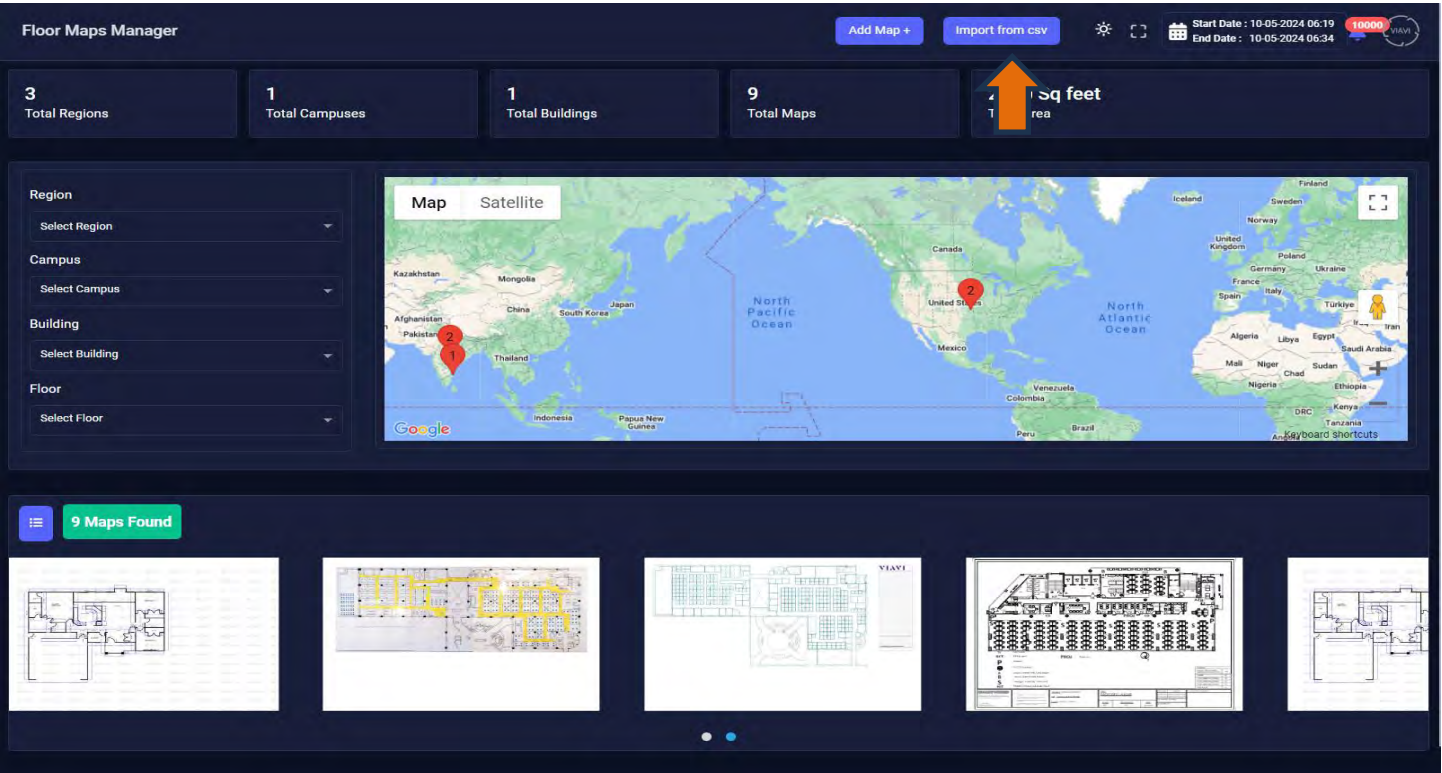 Floor Maps Manager
Add Map +
Import from csv
Start Date : 10-05-2024 06:19
End Date : 10-05-2024 06:34
10000
VIAVI
3
Total Regions
1
Total Campuses
1
Total Buildings
9
Total Maps
Sq feet
Region
Select Region
Campus
Select Campus
Building
Select Building
Floor
Select Floor
Map
Satellite
Iceland
Finland
Sweden
Norway
United
Kingdom
Canada
Poland
Germany
Ukraine
France
Kazakhstan
Mongolia
Spain
Italy
Türkiye
2
North
Pacific
Ocean
United
North
Atlantic
Ocean
Japan
China
South Korea
Afghanistan
Pakistan
2
1
Thailand
Mexico
Iran
Algeria
Libya
Egypt
Saudi Arabia
Mali
Niger
Chad
Sudan
Nigeria
Ethiopia
Venezuela
Colombia
Indonesia
Papua New
Guinea
DRC
Kenya
Tanzania
Peru
Brazil
Google
Keyboard shortcuts
9 Maps Found
VIAVI